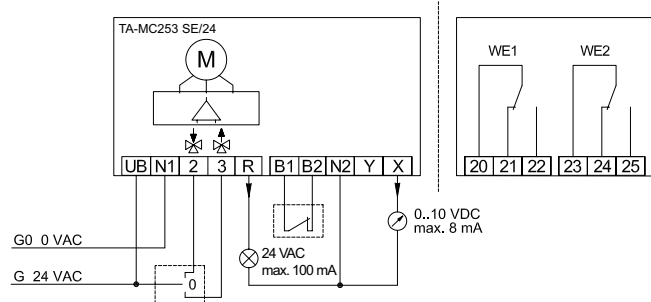 TA-MC253 SE/24
M
UB N1 2 3 R B1 B2 N2 Y X
G0 0 VAC
G 24 VAC
0
24 VAC
max. 100 mA
0..10 VDC
max. 8 mA
WE1 WE2
20 21 22 23 24 25